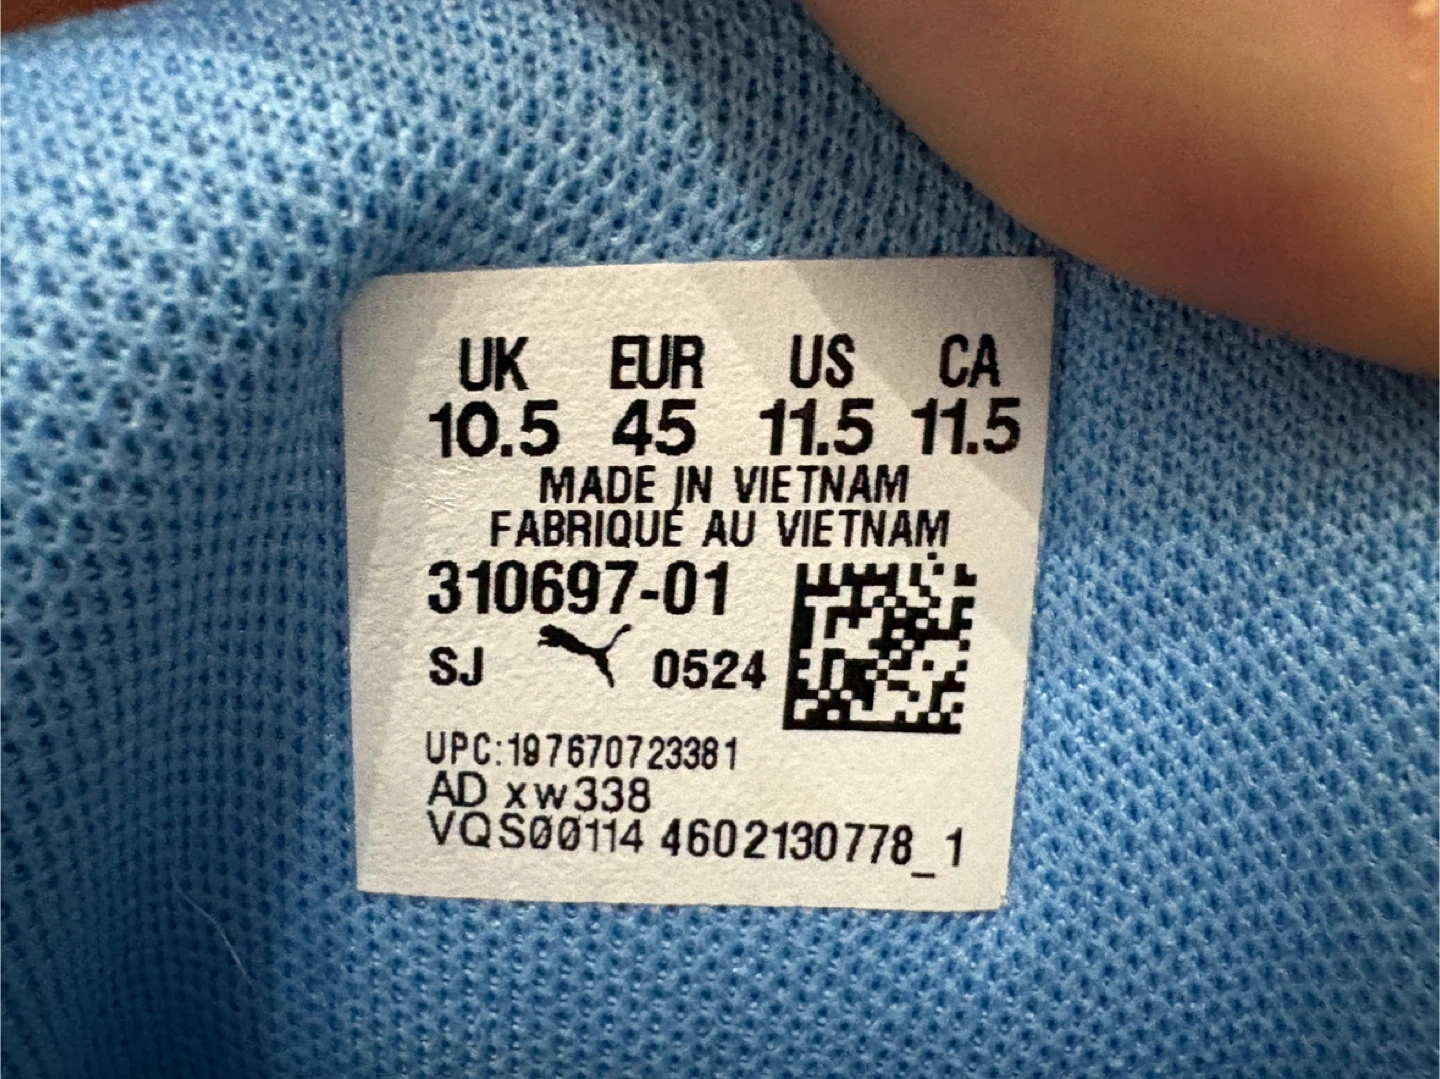 UK EUR US CA
10.5 45 11.5 11.5
MADE IN VIETNAM
FABRIQUE AU VIETNAM
310697-01
SJ 0524
UPC:197670723381
AD xw338
VQS00114 4602130778_1